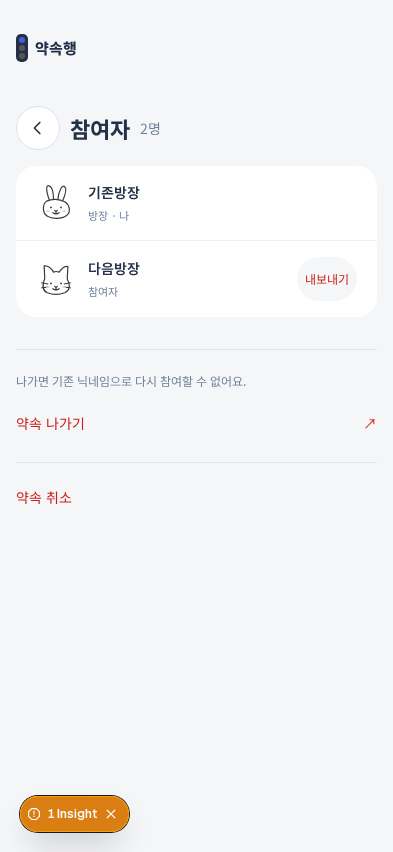 약속행
참여자 2명
기존방장
방장 · 나
다음방장
참여자
내보내기
나가면 기존 닉네임으로 다시 참여할 수 없어요.
약속 나가기 ↗
약속 취소
1 Insight